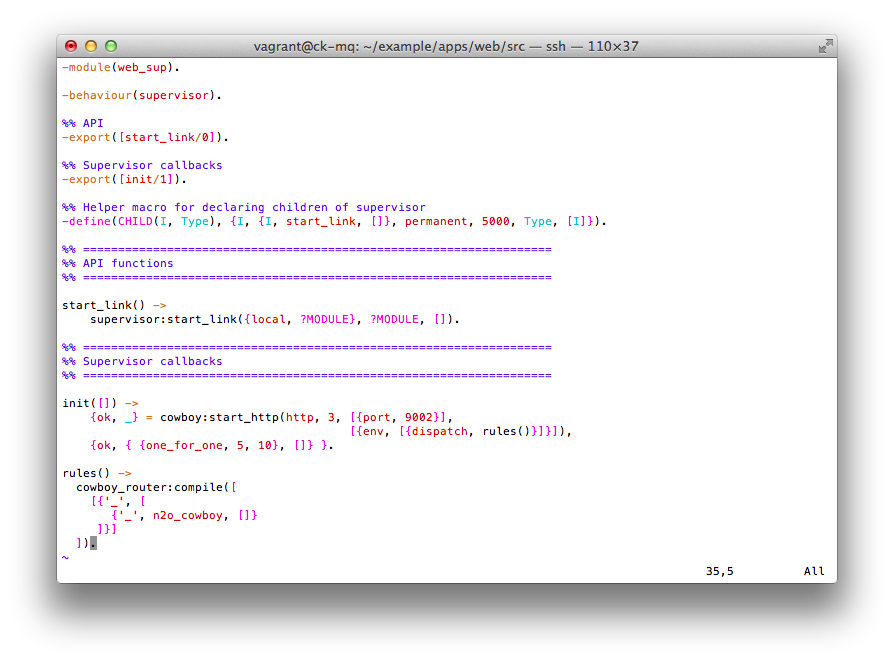 vagrant@ck-mq: ~/example/apps/web/src — ssh — 110×37
-module(web_sup).
-behaviour(supervisor).
%% API
-export([start_link/0]).
%% Supervisor callbacks
-export([init/1]).
%% Helper macro for declaring children of supervisor
-define(CHILD(I, Type), {I, {I, start_link, []}, permanent, 5000, Type, [I]}).
%% ===================================================================
%% API functions
%% ===================================================================
start_link() ->
    supervisor:start_link({local, ?MODULE}, ?MODULE, []).
%% ===================================================================
%% Supervisor callbacks
%% ===================================================================
init([]) ->
    {ok, _} = cowboy:start_http(http, 3, [{port, 9002}],
                                         [{env, [{dispatch, rules()}]}]),
    {ok, { {one_for_one, 5, 10}, []} }.
rules() ->
  cowboy_router:compile([
    [{'_', [
       {'_', n2o_cowboy, []}
     ]}]
  ]).
~
35,5 All